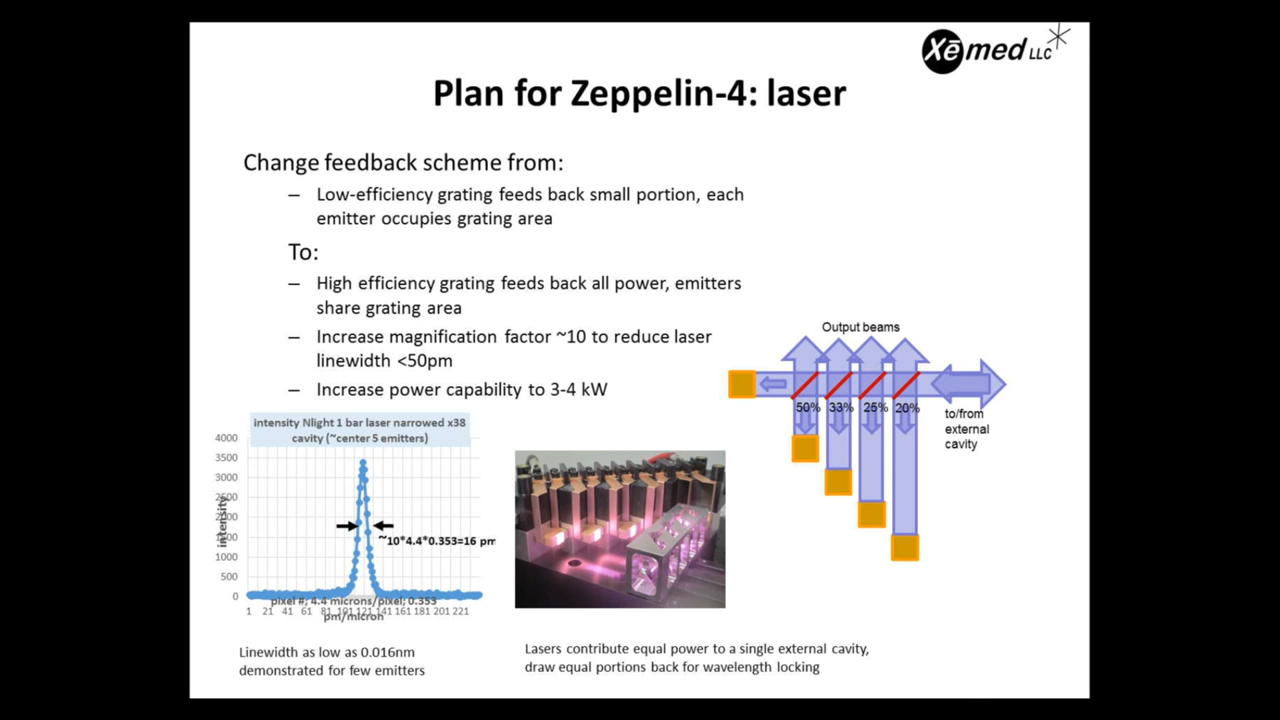 Xēmed LLC
Plan for Zeppelin-4: laser
Change feedback scheme from:
– Low-efficiency grating feeds back small portion, each
emitter occupies grating area
To:
– High efficiency grating feeds back all power, emitters
share grating area
– Increase magnification factor ~10 to reduce laser
linewidth <50pm
– Increase power capability to 3-4 kW
intensity Nlight 1 bar laser narrowed x38
cavity (~center 5 emitters)
4000
3500
3000
2500
2000
1500
1000
500
0
intensity
~10*4.4*0.353=16 pm
pixel #; 4.4 microns/pixel; 0.353
pm/micron
1 21 41 61 81 101 121 141 161 181 201 221
Linewidth as low as 0.016nm
demonstrated for few emitters
Output beams
50% 33% 25% 20%
to/from
external
cavity
Lasers contribute equal power to a single external cavity,
draw equal portions back for wavelength locking